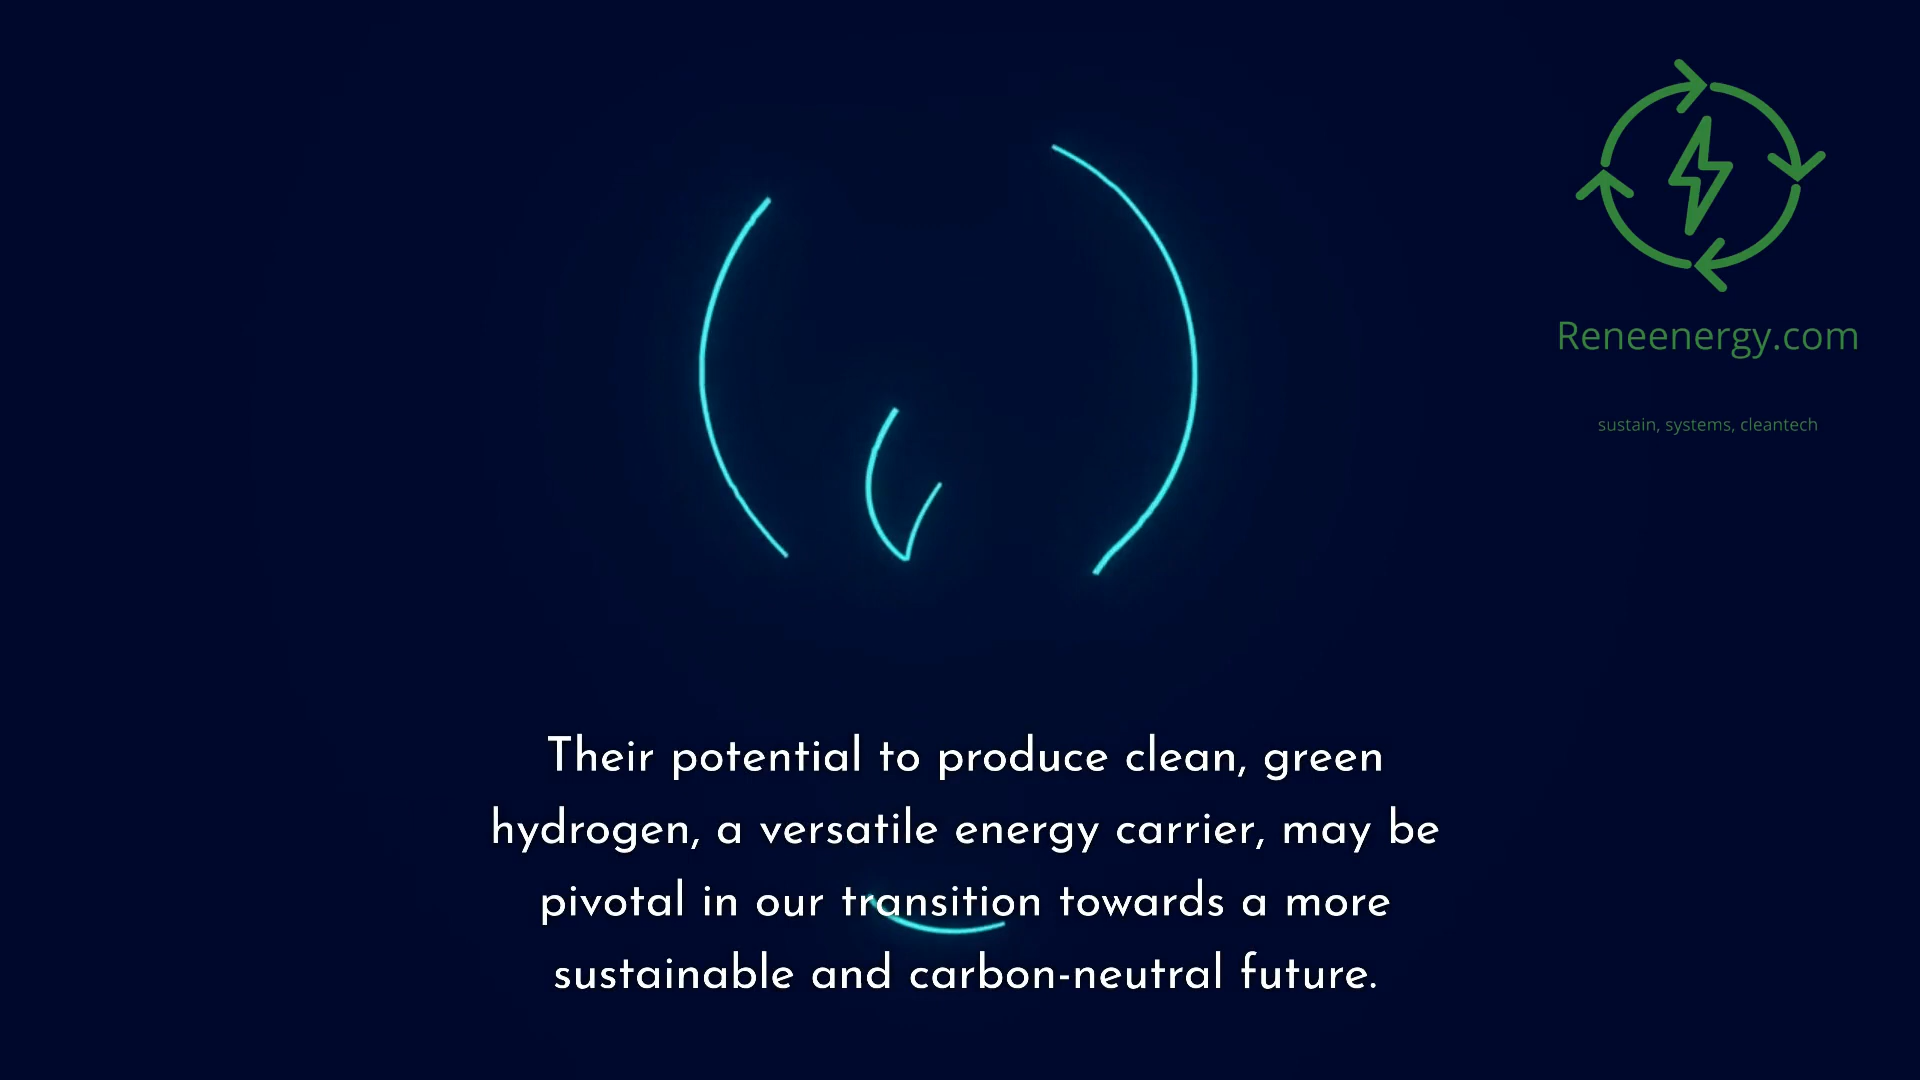 Reneenergy.com
sustain, systems, cleantech
Their potential to produce clean, green
hydrogen, a versatile energy carrier, may be
pivotal in our transition towards a more
sustainable and carbon-neutral future.